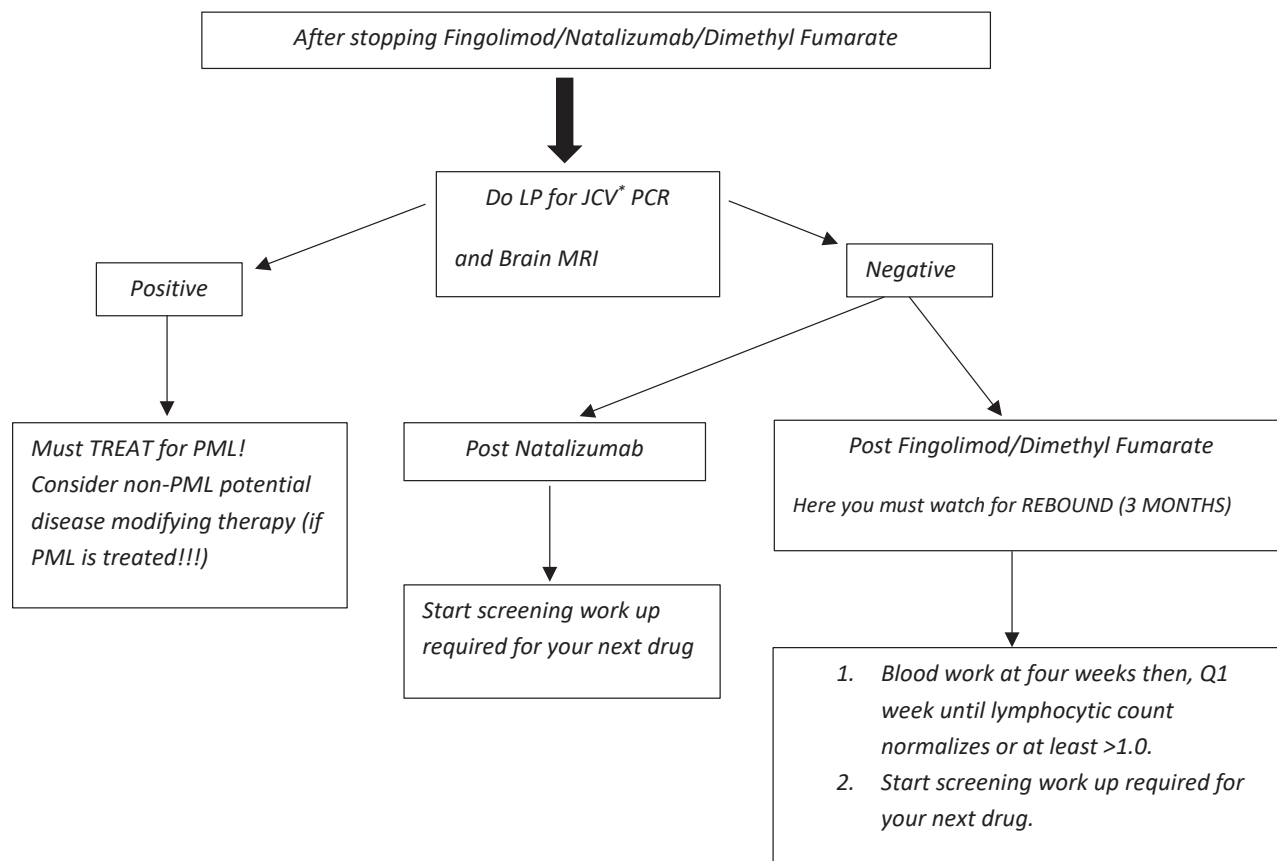 After stopping Fingolimod/Natalizumab/Dimethyl Fumarate
Do LP for JCV* PCR
and Brain MRI
Positive
Negative
Must TREAT for PML!
Consider non-PML potential
disease modifying therapy (if
PML is treated!!!)
Post Natalizumab
Post Fingolimod/Dimethyl Fumarate
Here you must watch for REBOUND (3 MONTHS)
Start screening work up
required for your next drug
1. Blood work at four weeks then, Q1
week until lymphocytic count
normalizes or at least >1.0.
2. Start screening work up required for
your next drug.